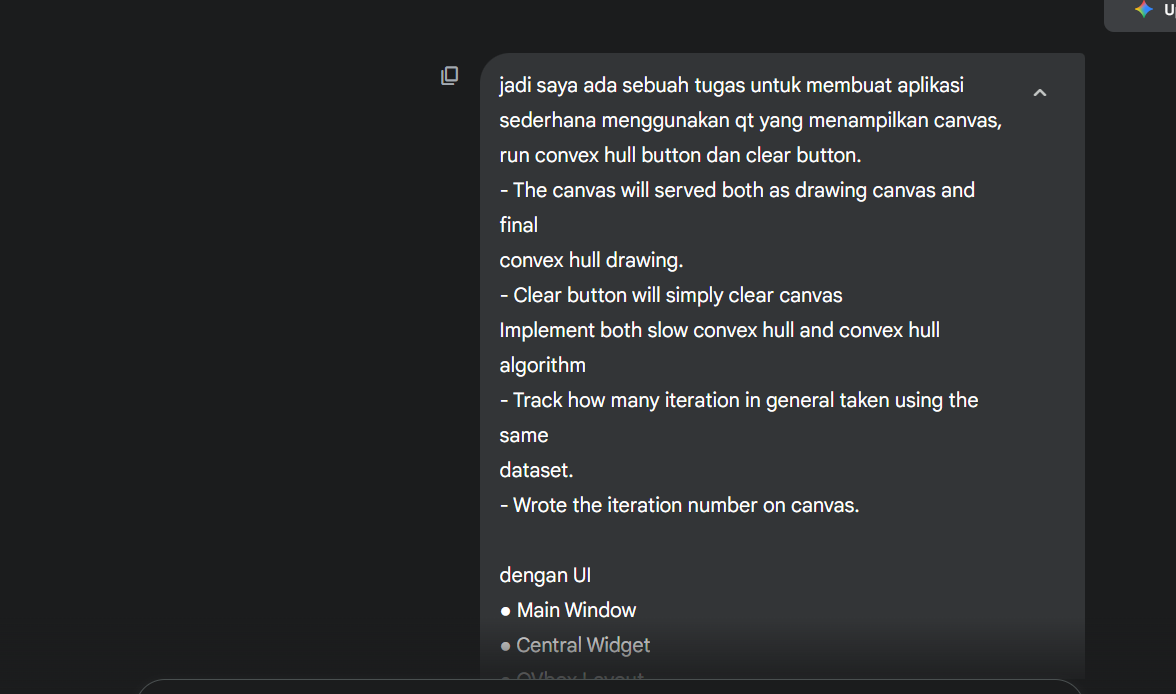 jadi saya ada sebuah tugas untuk membuat aplikasi
sederhana menggunakan qt yang menampilkan canvas,
run convex hull button dan clear button.
- The canvas will served both as drawing canvas and
final
convex hull drawing.
- Clear button will simply clear canvas
Implement both slow convex hull and convex hull
algorithm
- Track how many iteration in general taken using the
same
dataset.
- Wrote the iteration number on canvas.

dengan UI
● Main Window
● Central Widget